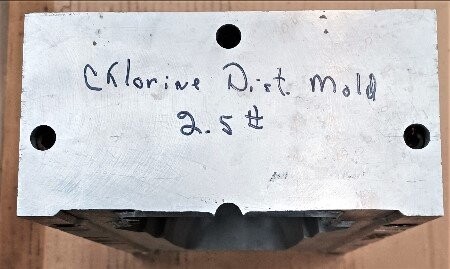 Chlorine Dist. Mold
2.5#